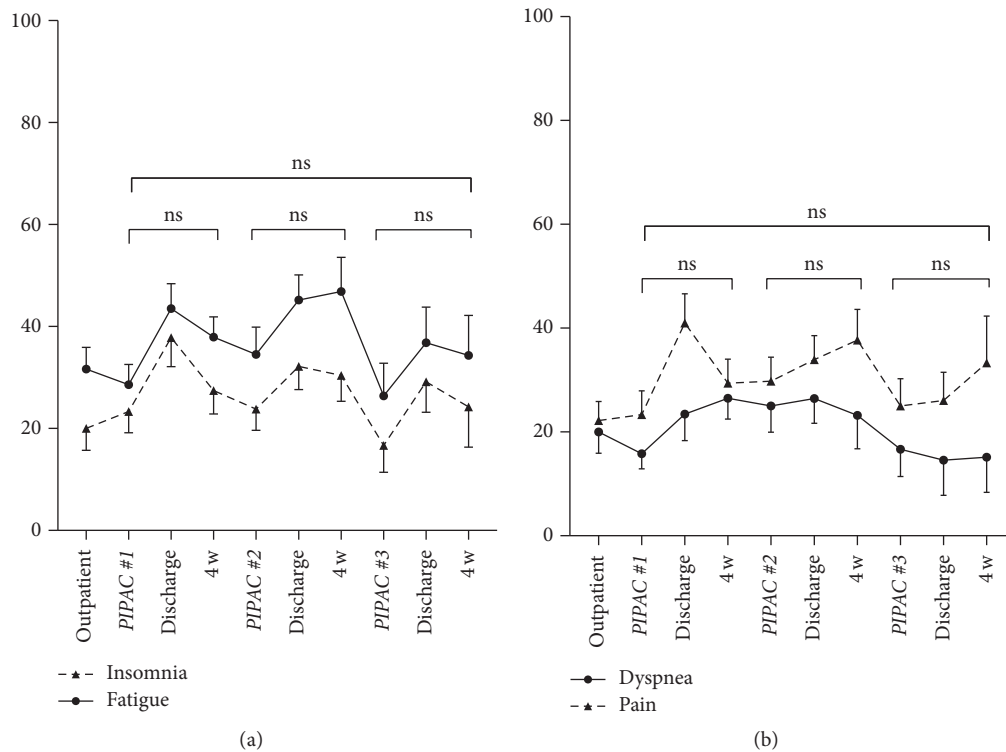 100
80
60
40
20
0
ns
ns
ns
ns
Outpatient
PIPAC #1
Discharge
4 w
PIPAC #2
Discharge
4 w
PIPAC #3
Discharge
4 w
Insomnia
Fatigue
(a)
100
80
60
40
20
0
ns
ns
ns
ns
Outpatient
PIPAC #1
Discharge
4 w
PIPAC #2
Discharge
4 w
PIPAC #3
Discharge
4 w
Dyspnea
Pain
(b)